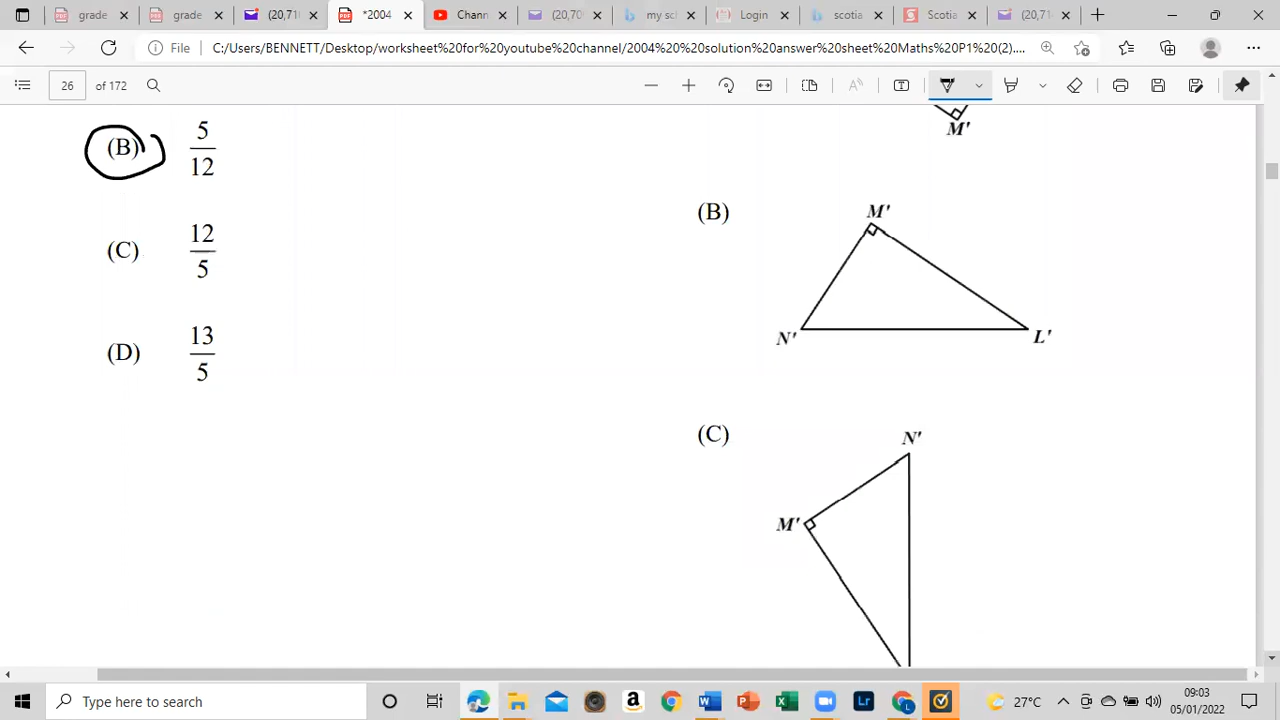 grade
grade
(20,71(
*2004
Chann
(20,70
my scl
Login
scotia
Scotia
(20,
File
C:/Users/BENNETT/Desktop/worksheet%20for%20youtube%20channel/2004%20%20solution%20answer%20sheet%20Maths%20P1%20(2)....
26 of 172
M'
(B) 5/12
(B)
M'
N'
L'
(C) 12/5
(D) 13/5
(C)
N'
M'
Type here to search
27°C
09:03
05/01/2022